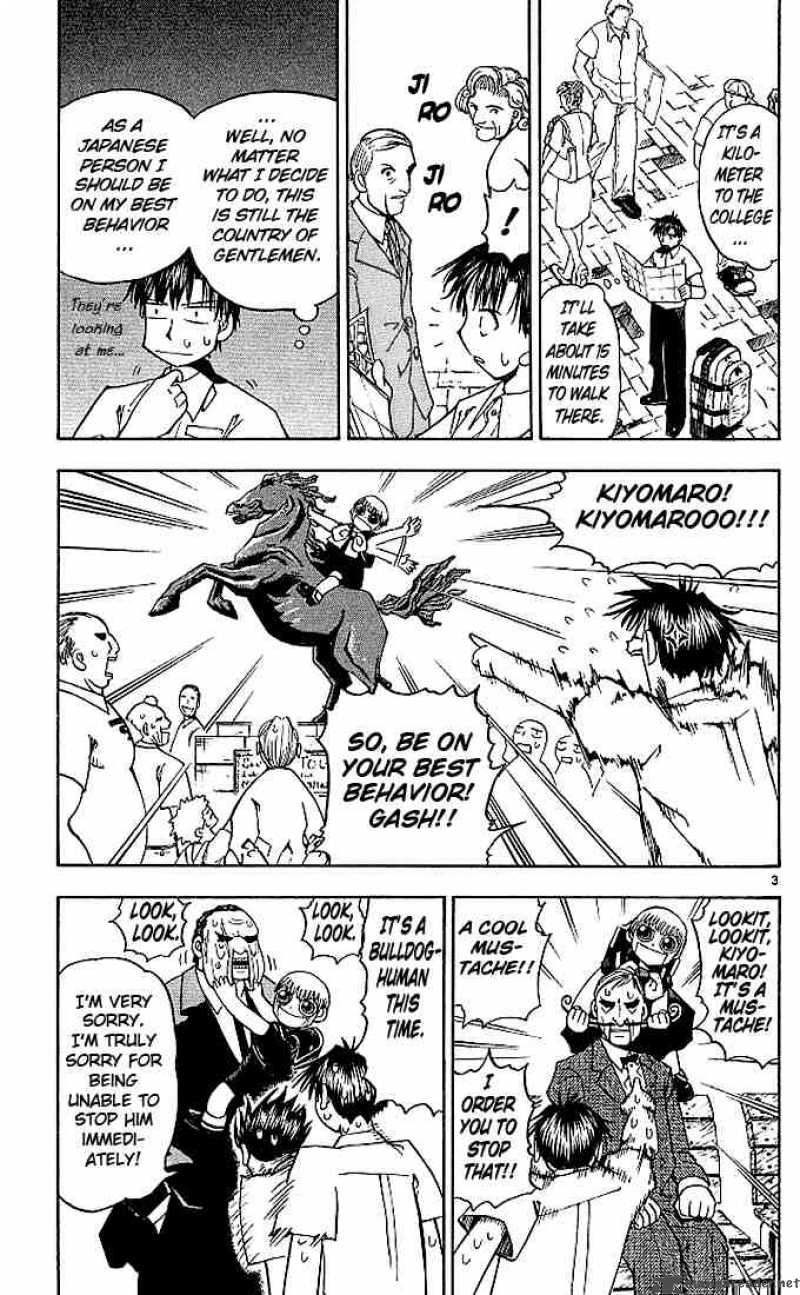 IT'S A
KILO-
METER
TO THE
COLLEGE
...
IT'LL
TAKE
ABOUT 15
MINUTES
TO WALK
THERE.
JI
RO
JI
RO
!
...
WELL, NO
MATTER
WHAT I DECIDE
TO DO, THIS
IS STILL THE
COUNTRY OF
GENTLEMEN.
AS A
JAPANESE
PERSON I
SHOULD BE
ON MY BEST
BEHAVIOR
...
They're
looking
at me...
KIYOMARO!
KIYOMAROOO!!!
SO, BE ON
YOUR BEST
BEHAVIOR!
GASH!!
3
LOOKIT,
LOOKIT,
KIYO-
MARO!
IT'S A
MUS-
TACHE!
A COOL
MUS-
TACHE!!
I
ORDER
YOU TO
STOP
THAT!!
IT'S A
BULLDOG-
HUMAN
THIS
TIME.
LOOK,
LOOK.
LOOK,
LOOK.
I'M VERY
SORRY.
I'M TRULY
SORRY FOR
BEING
UNABLE TO
STOP HIM
IMMEDI-
ATELY!